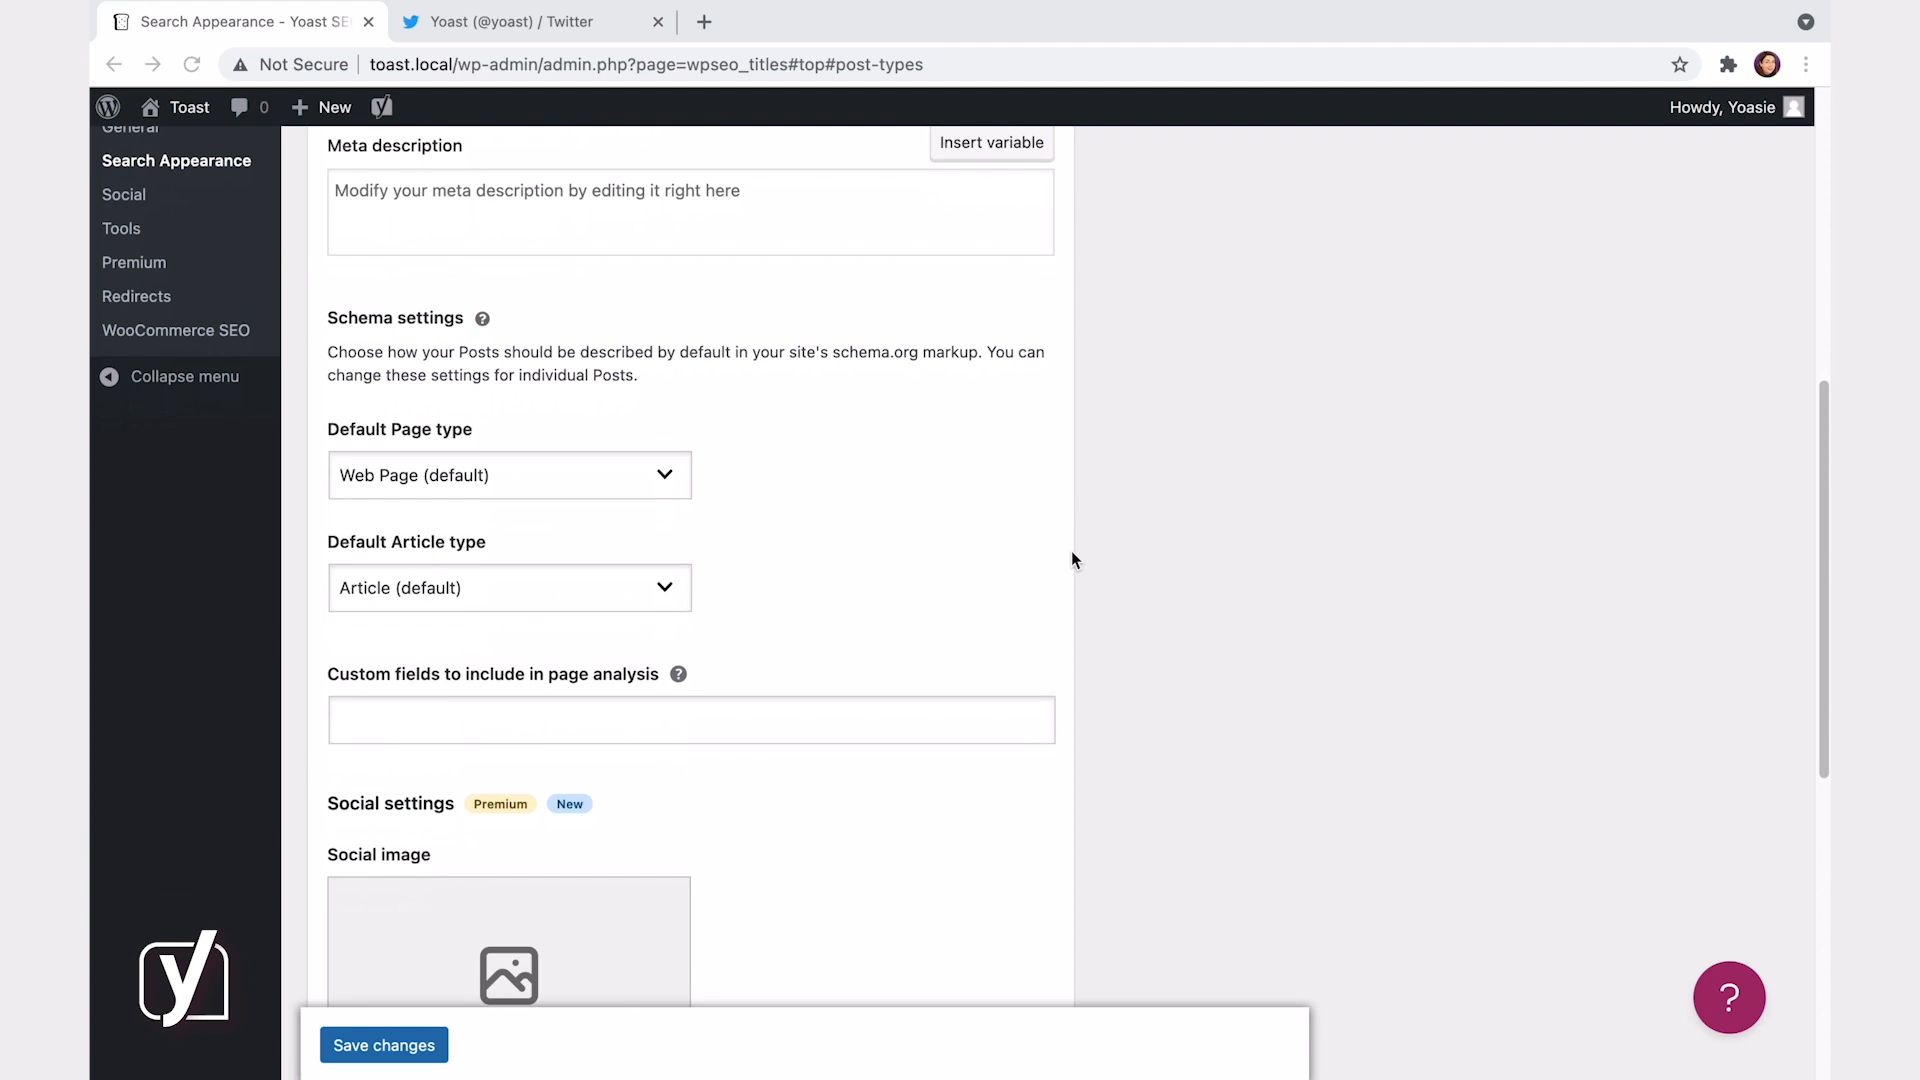 Search Appearance - Yoast SE
Yoast (@yoast) / Twitter
Not Secure
toast.local/wp-admin/admin.php?page=wpseo_titles#top#post-types
Toast
0
New
Howdy, Yoasie
General
Search Appearance
Social
Tools
Premium
Redirects
WooCommerce SEO
Collapse menu
Meta description
Insert variable
Modify your meta description by editing it right here
Schema settings ?
Choose how your Posts should be described by default in your site's schema.org markup. You can
change these settings for individual Posts.
Default Page type
Web Page (default)
Default Article type
Article (default)
Custom fields to include in page analysis ?
Social settings Premium New
Social image
Save changes
y
?